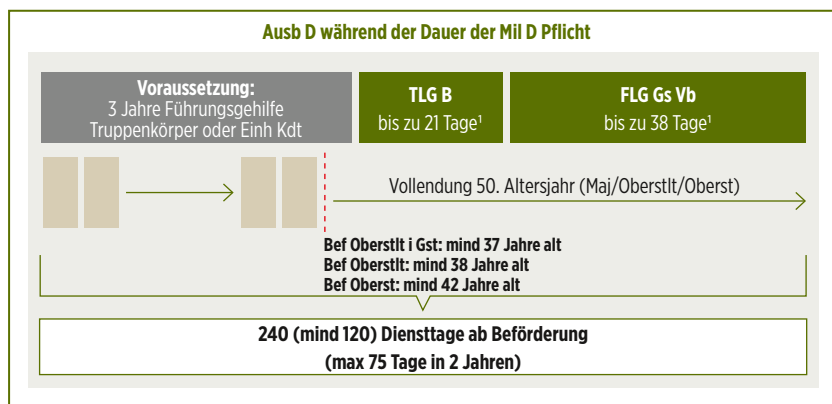 Ausb D während der Dauer der Mil D Pflicht
Voraussetzung:
3 Jahre Führungsgehilfe
Truppenkörper oder Einh Kdt
TLG B
bis zu 21 Tage¹
FLG Gs Vb
bis zu 38 Tage¹
Vollendung 50. Altersjahr (Maj/Oberstlt/Oberst)
Bef Oberstlt i Gst: mind 37 Jahre alt
Bef Oberstlt: mind 38 Jahre alt
Bef Oberst: mind 42 Jahre alt
240 (mind 120) Diensttage ab Beförderung
(max 75 Tage in 2 Jahren)